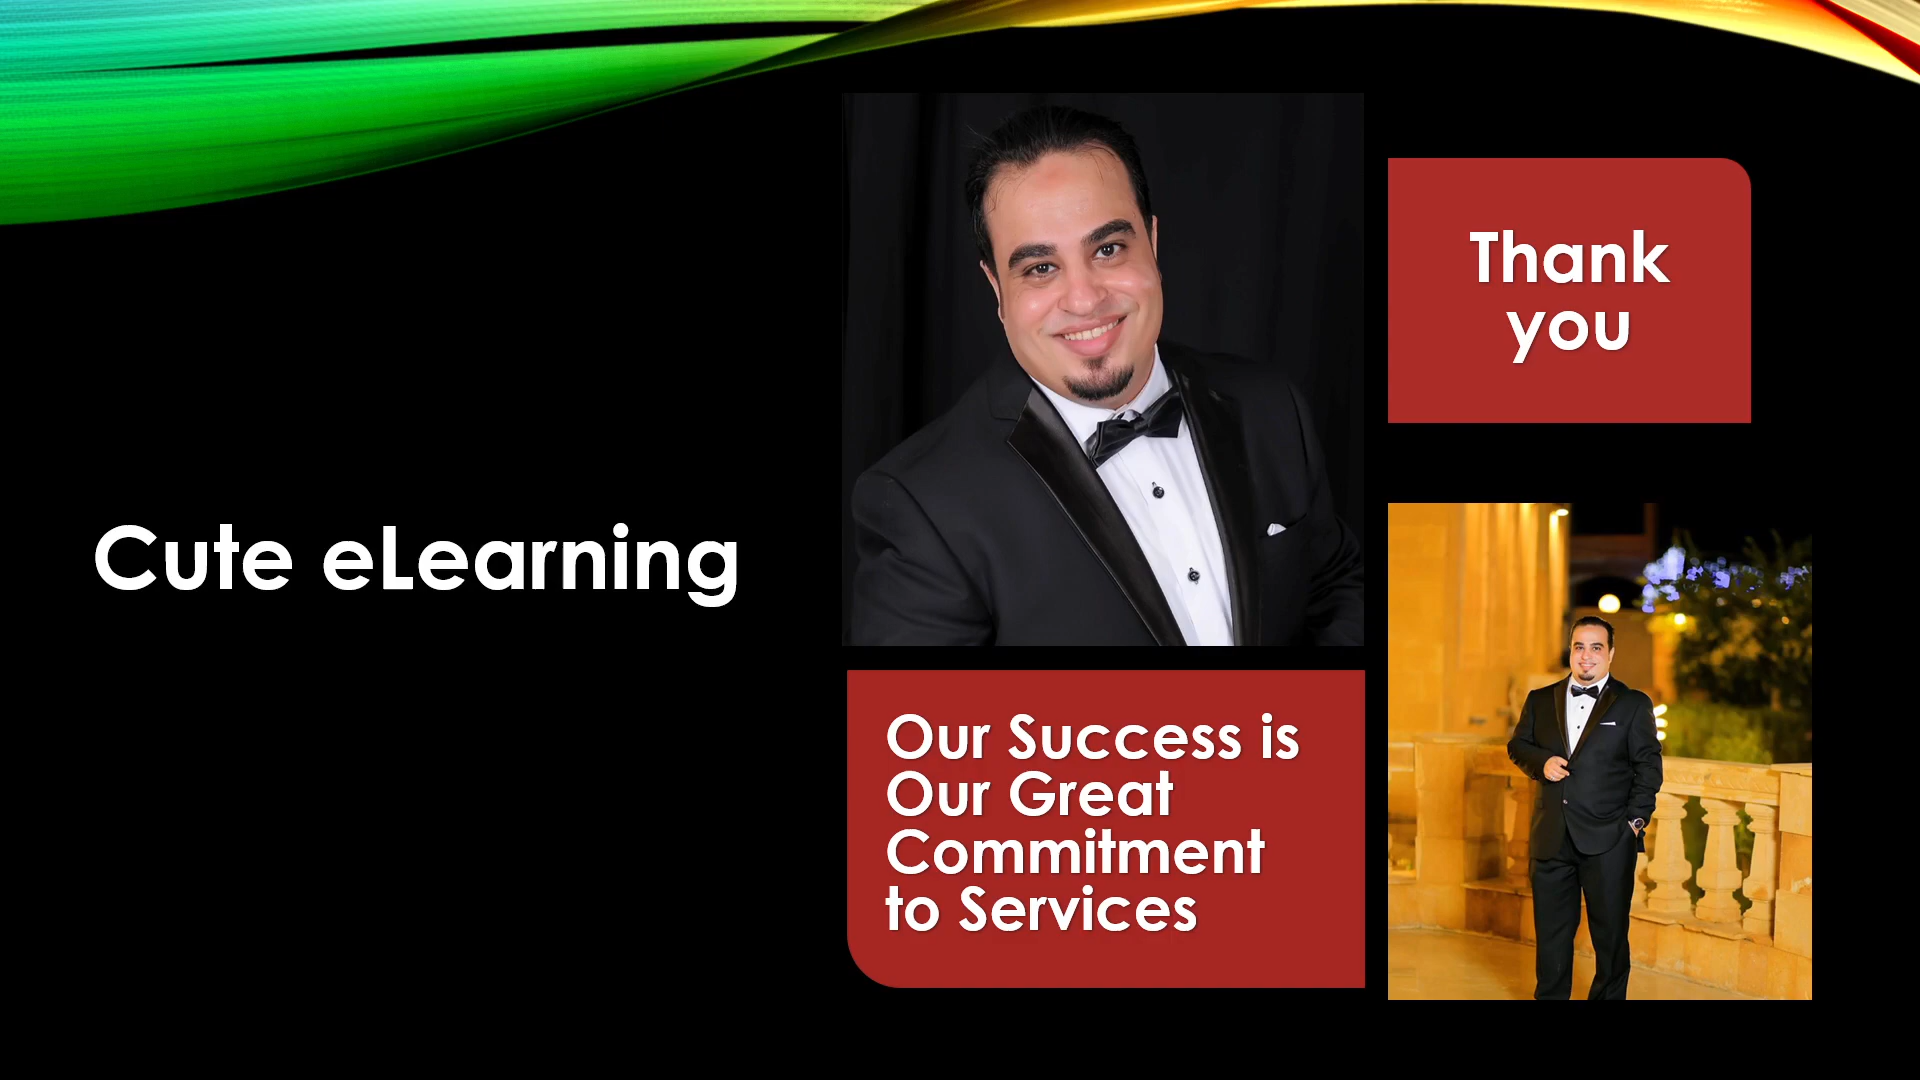 Cute eLearning
Thank
you
Our Success is
Our Great
Commitment
to Services